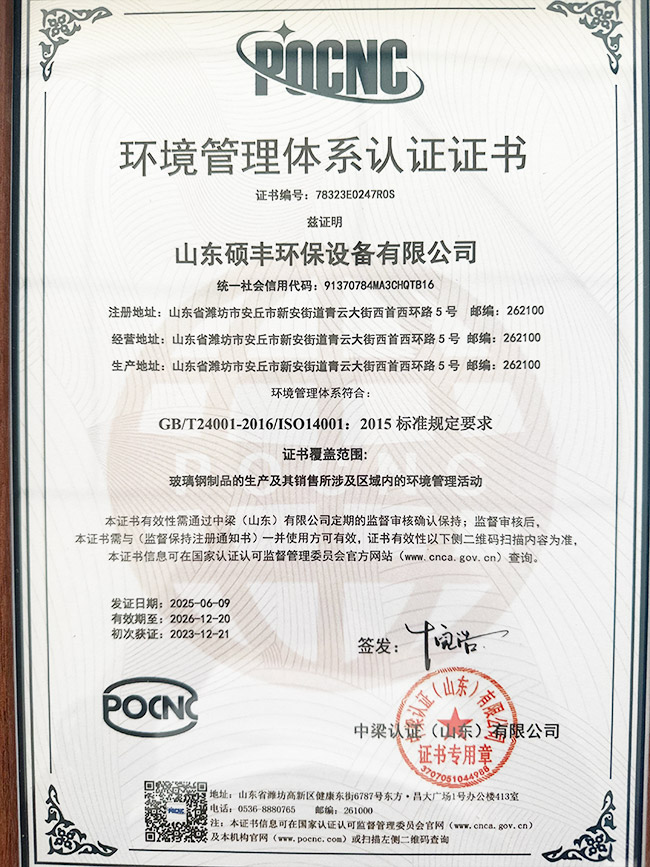 POCNC
环境管理体系认证证书
证书编号：78323E0247R0S
兹证明
山东硕丰环保设备有限公司
统一社会信用代码：91370784MA3CHQTB16
注册地址：山东省潍坊市安丘市新安街道青云大街西首西环路5号 邮编：262100
经营地址：山东省潍坊市安丘市新安街道青云大街西首西环路5号 邮编：262100
生产地址：山东省潍坊市安丘市新安街道青云大街西首西环路5号 邮编：262100
环境管理体系符合：
GB/T24001-2016/ISO14001：2015 标准规定要求
证书覆盖范围：
玻璃钢制品的生产及其销售所涉及区域内的环境管理活动
本证书有效性需通过中梁（山东）有限公司定期的监督审核确认保持；监督审核后，
本证书需与（监督保持注册通知书）一并使用方可有效，证书有效性以下侧二维码扫描内容为准，
本证书信息可在国家认证认可监督管理委员会官方网站（www.cnca.gov.cn）查询。
发证日期：2025-06-09
有效期至：2026-12-20
初次获证：2023-12-21
签发：
POCNC
中梁认证（山东）有限公司
中梁认证（山东）有限公司
证书专用章
3707051044988
地址：山东省潍坊高新区健康东街6787号东方·昌大广场1号办公楼413室
电话：0536-8880765 邮编：261000
注：本证书信息可在国家认证认可监督管理委员会官网（www.cnca.gov.cn）
及本机构官网（www.pocnc.com）或扫描左侧二维码查询